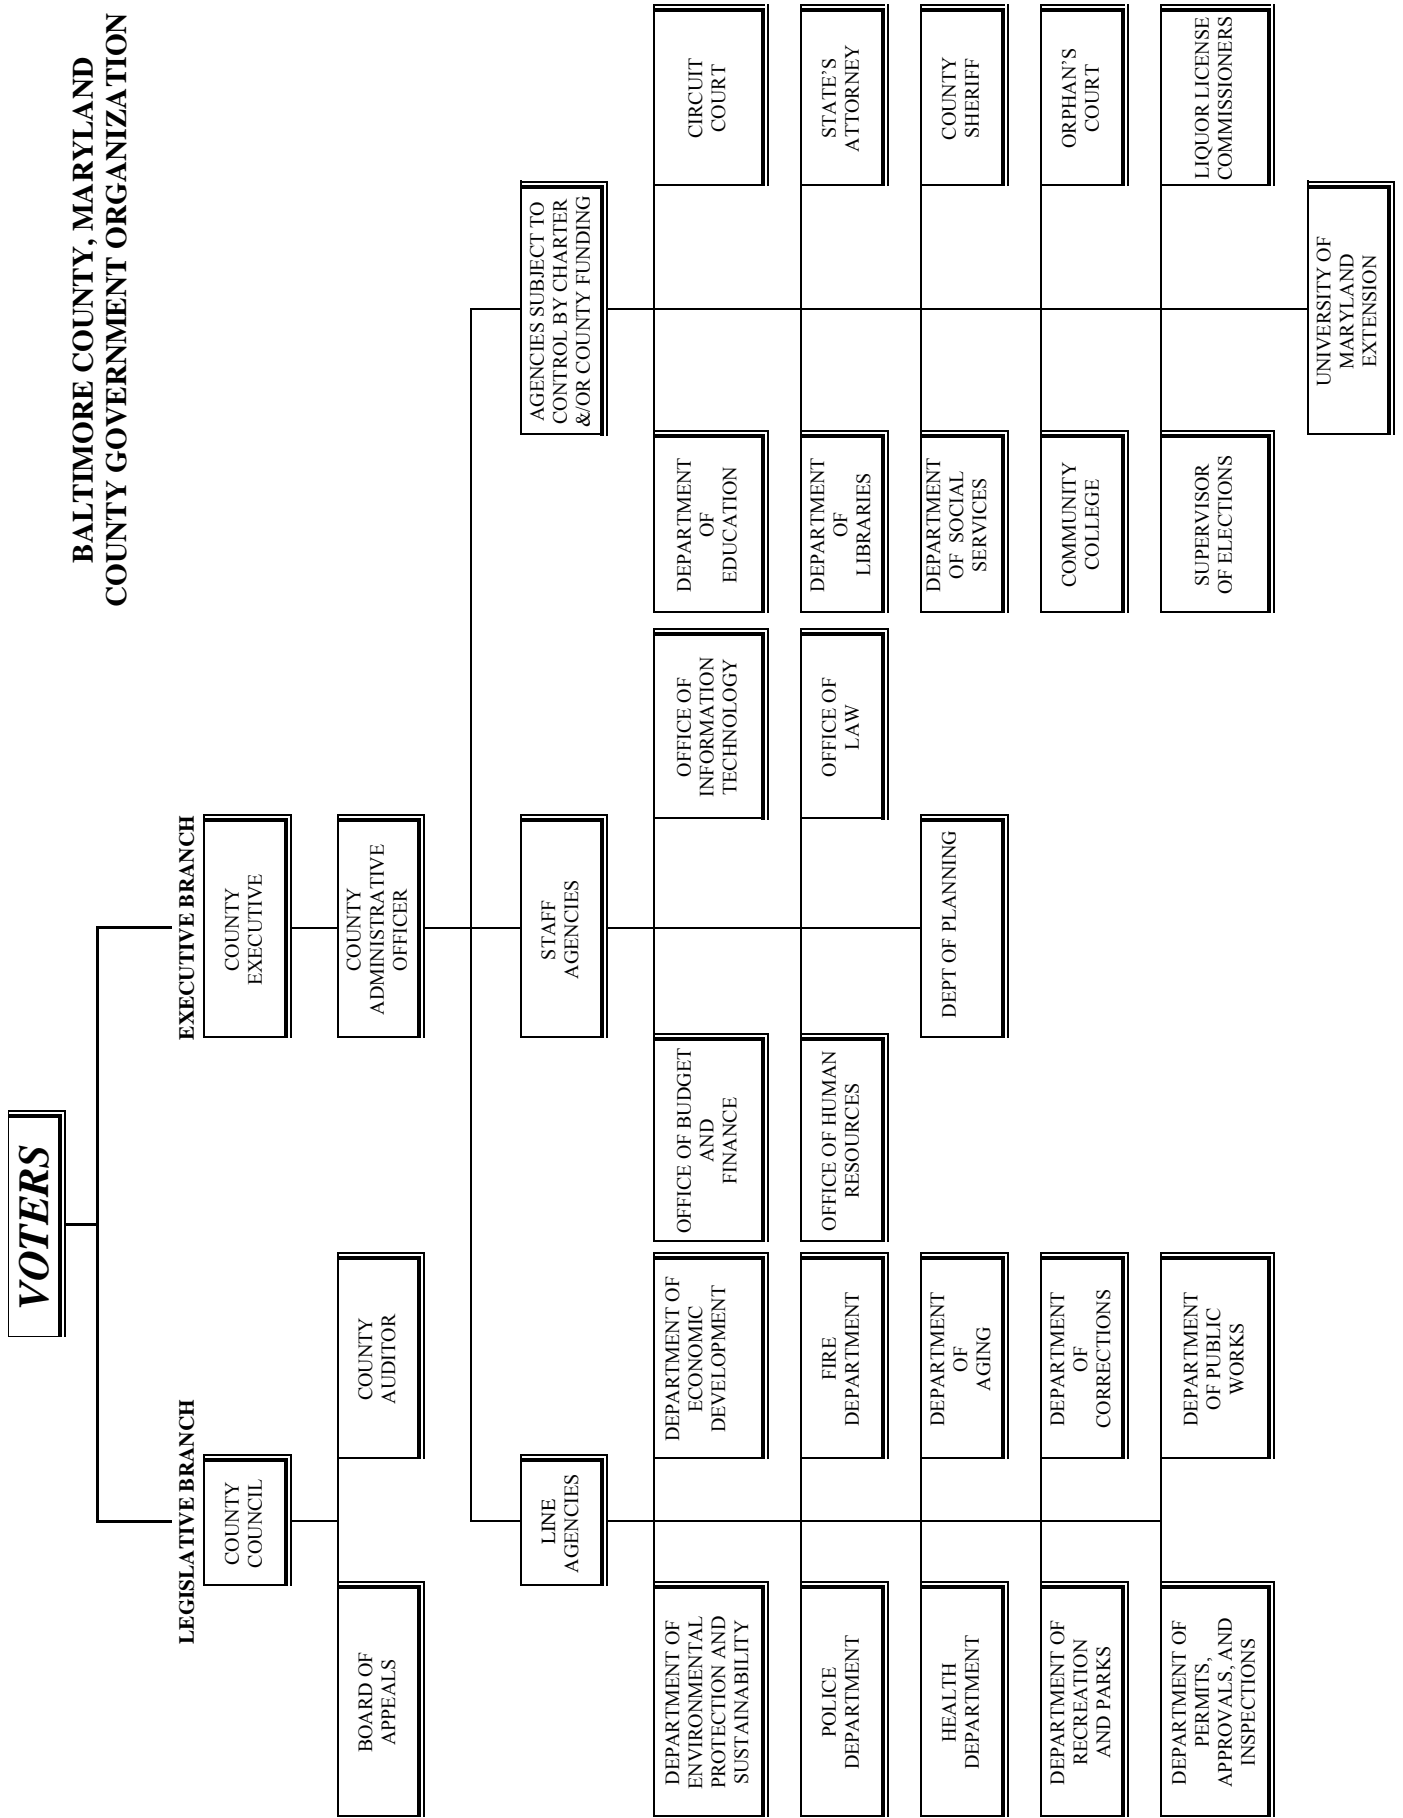 BALTIMORE COUNTY, MARYLAND
COUNTY GOVERNMENT ORGANIZATION
VOTERS
LEGISLATIVE BRANCH
EXECUTIVE BRANCH
COUNTY
COUNCIL
COUNTY
EXECUTIVE
BOARD OF
APPEALS
COUNTY
AUDITOR
COUNTY
ADMINISTRATIVE
OFFICER
LINE
AGENCIES
STAFF
AGENCIES
AGENCIES SUBJECT TO
CONTROL BY CHARTER
&/OR COUNTY FUNDING
DEPARTMENT OF
ENVIRONMENTAL
PROTECTION AND
SUSTAINABILITY
DEPARTMENT OF
ECONOMIC
DEVELOPMENT
OFFICE OF BUDGET
AND
FINANCE
OFFICE OF
INFORMATION
TECHNOLOGY
DEPARTMENT
OF
EDUCATION
CIRCUIT
COURT
POLICE
DEPARTMENT
FIRE
DEPARTMENT
OFFICE OF HUMAN
RESOURCES
OFFICE OF
LAW
DEPARTMENT
OF
LIBRARIES
STATE'S
ATTORNEY
HEALTH
DEPARTMENT
DEPARTMENT
OF
AGING
DEPT OF PLANNING
DEPARTMENT
OF SOCIAL
SERVICES
COUNTY
SHERIFF
DEPARTMENT OF
RECREATION
AND PARKS
DEPARTMENT
OF
CORRECTIONS
COMMUNITY
COLLEGE
ORPHAN'S
COURT
DEPARTMENT OF
PERMITS,
APPROVALS, AND
INSPECTIONS
DEPARTMENT
OF PUBLIC
WORKS
SUPERVISOR
OF ELECTIONS
LIQUOR LICENSE
COMMISSIONERS
UNIVERSITY OF
MARYLAND
EXTENSION